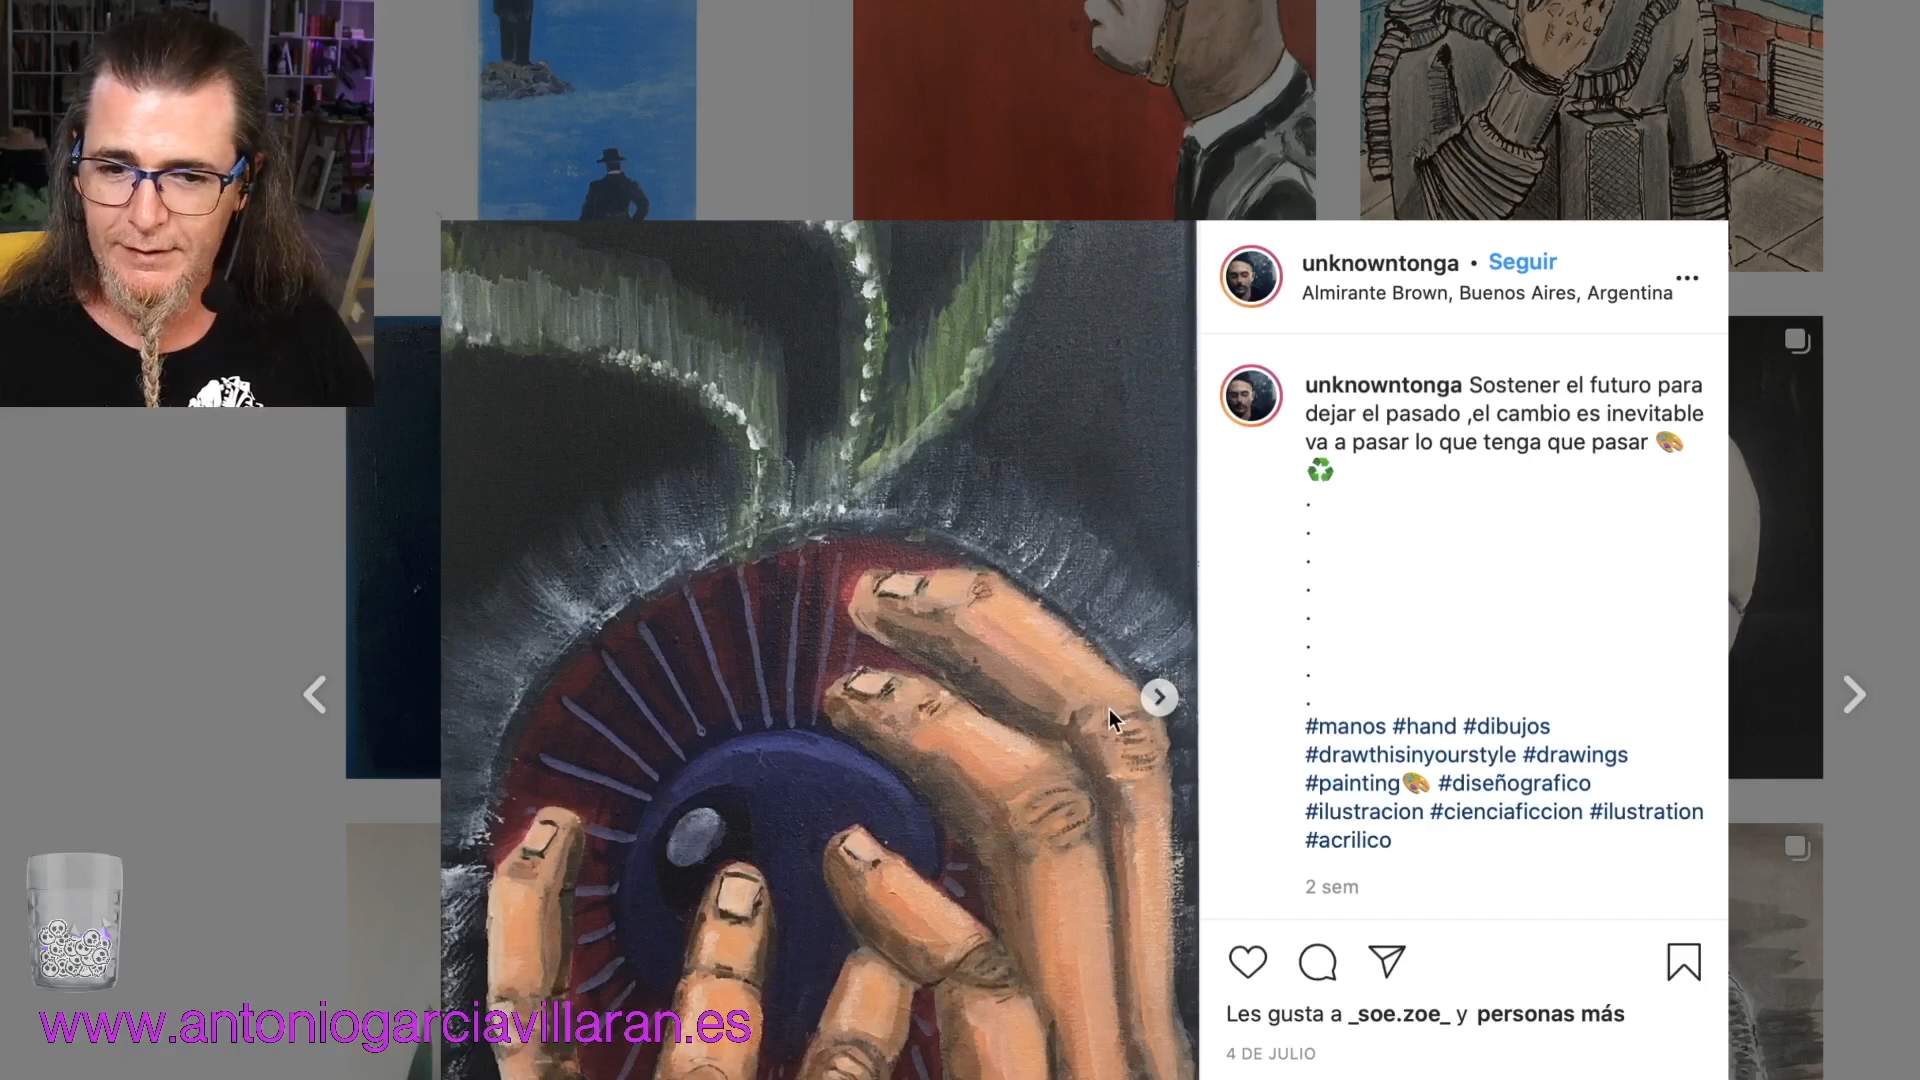 unknowntonga • Seguir
Almirante Brown, Buenos Aires, Argentina
unknowntonga Sostener el futuro para
dejar el pasado ,el cambio es inevitable
va a pasar lo que tenga que pasar 🎨
♻️
.
.
.
.
.
.
.
.
#manos #hand #dibujos
#drawthisinyourstyle #drawings
#painting🎨 #diseñografico
#ilustracion #cienciaficcion #ilustration
#acrilico
2 sem
Les gusta a _soe.zoe_ y personas más
4 DE JULIO
www.antoniogarciavillaran.es